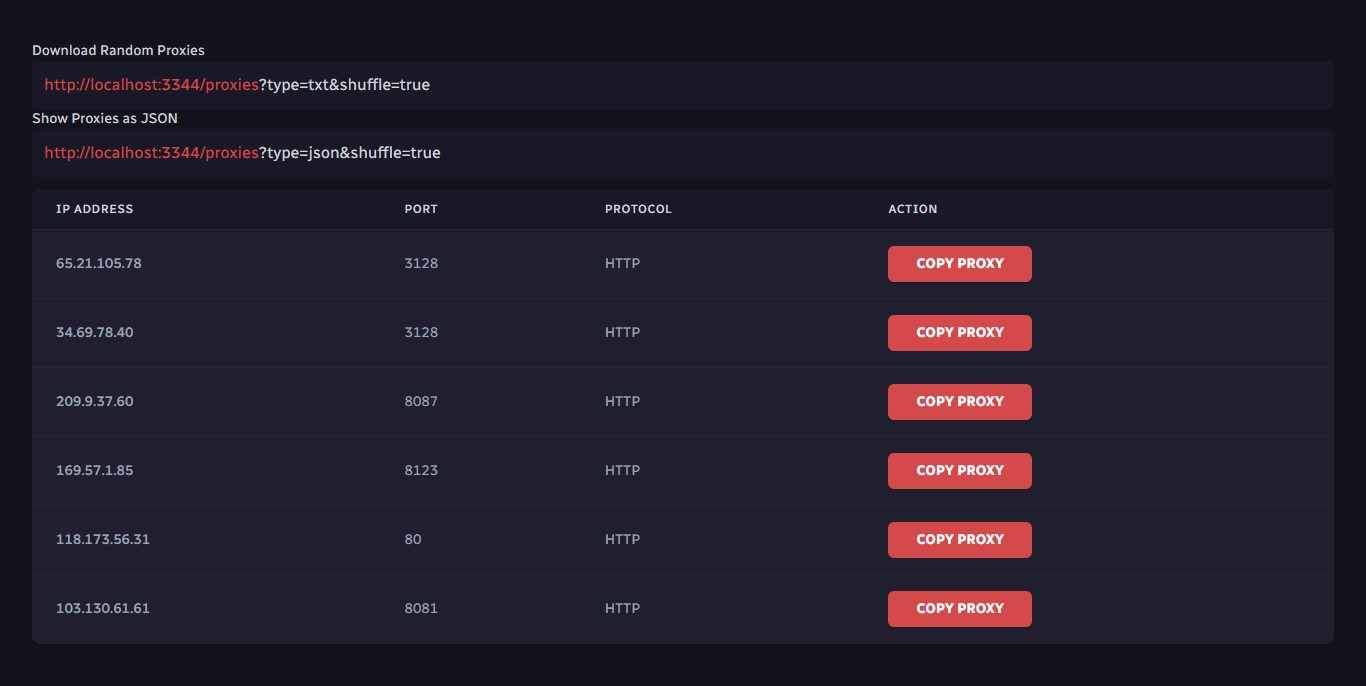 Download Random Proxies
http://localhost:3344/proxies?type=txt&shuffle=true
Show Proxies as JSON
http://localhost:3344/proxies?type=json&shuffle=true
IP ADDRESS PORT PROTOCOL ACTION
65.21.105.78 3128 HTTP COPY PROXY
34.69.78.40 3128 HTTP COPY PROXY
209.9.37.60 8087 HTTP COPY PROXY
169.57.1.85 8123 HTTP COPY PROXY
118.173.56.31 80 HTTP COPY PROXY
103.130.61.61 8081 HTTP COPY PROXY